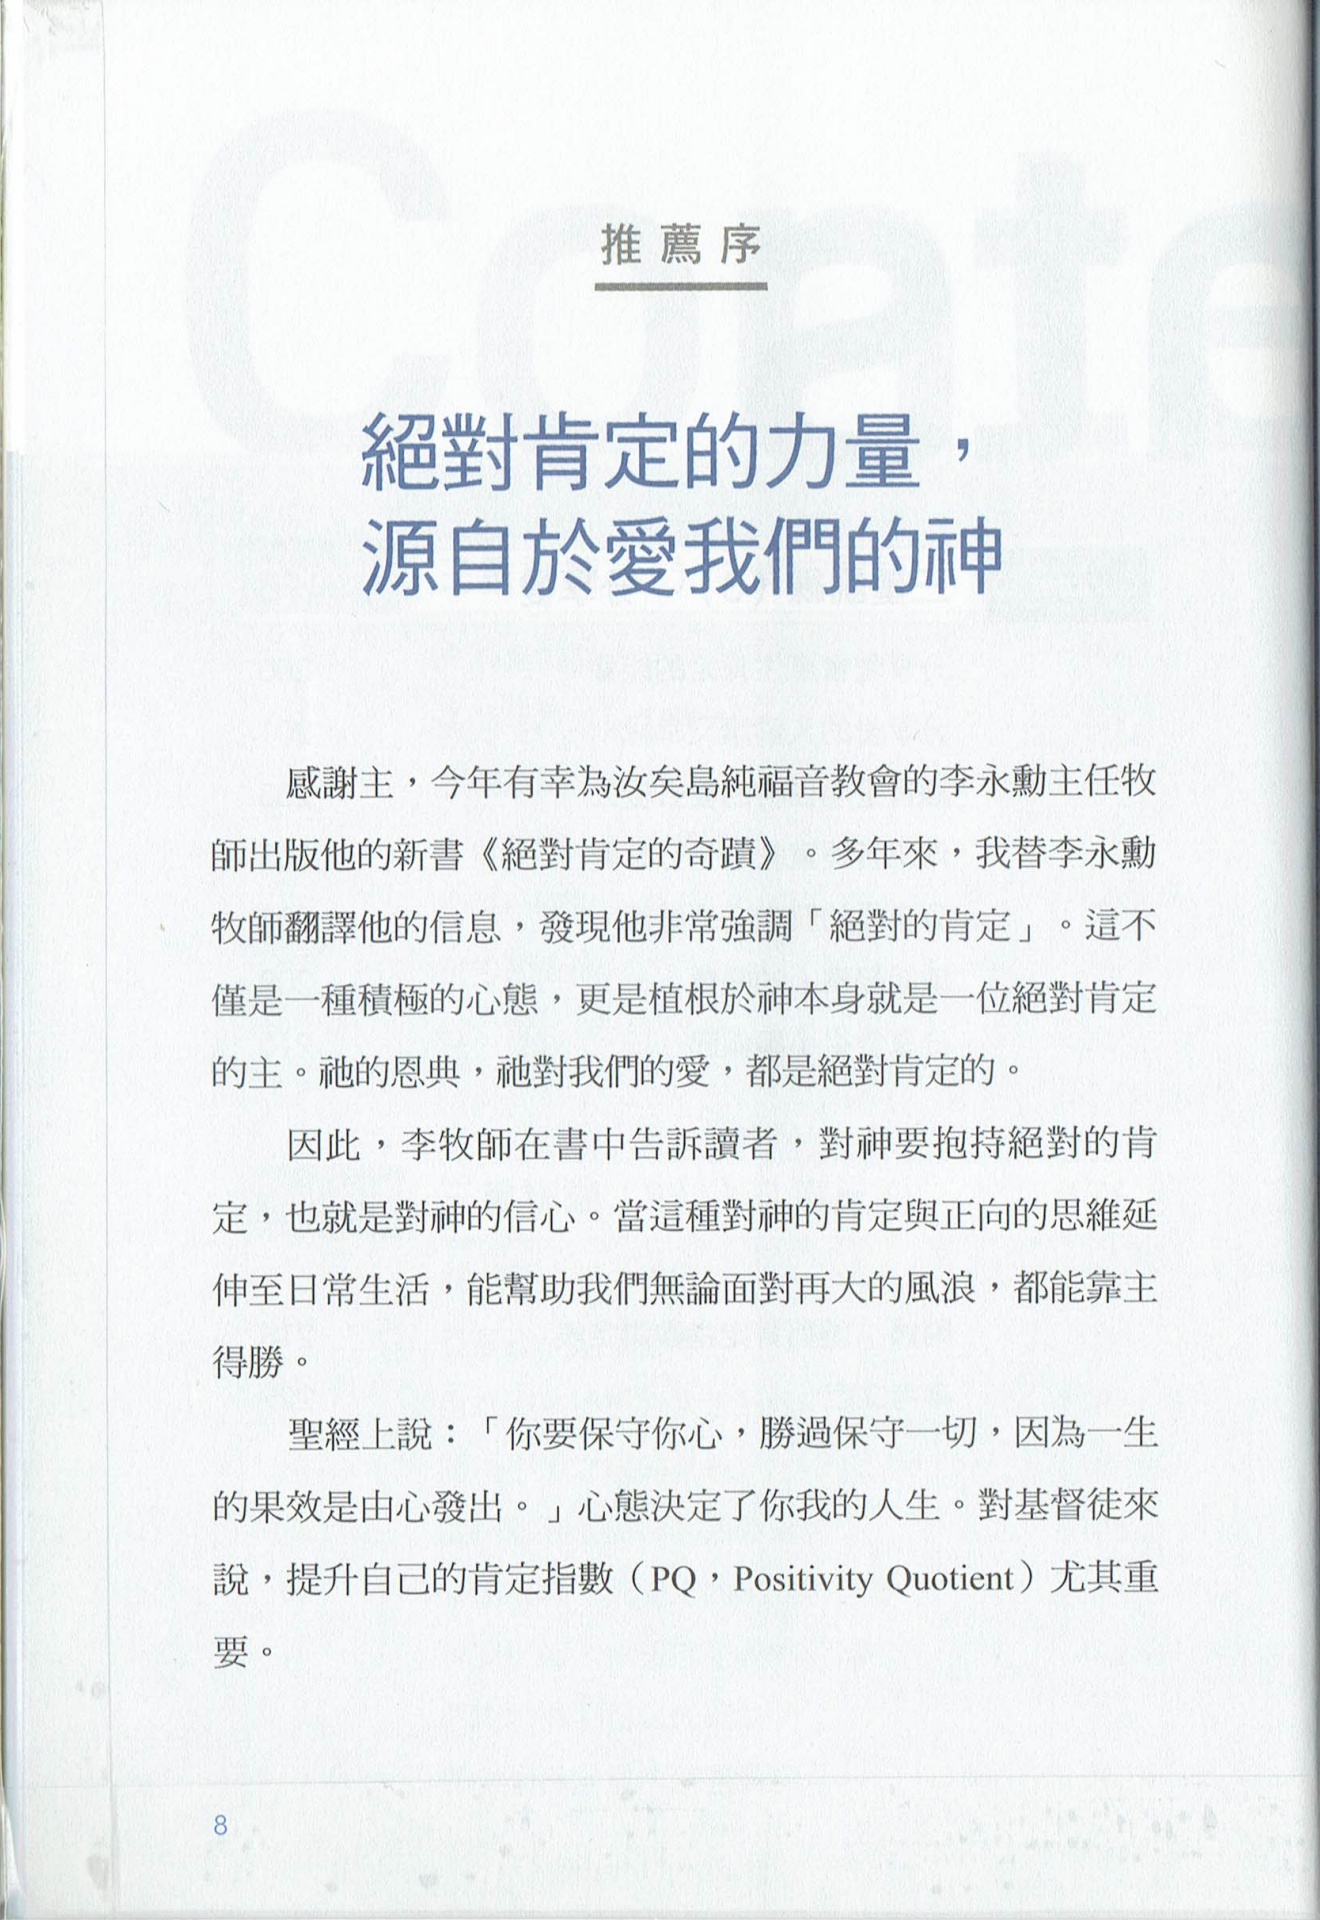 推薦序
絕對肯定的力量，
源自於愛我們的神
感謝主，今年有幸為汝矣島純福音教會的李永勳主任牧
師出版他的新書《絕對肯定的奇蹟》。多年來，我替李永勳
牧師翻譯他的信息，發現他非常強調「絕對的肯定」。這不
僅是一種積極的心態，更是植根於神本身就是一位絕對肯定
的主。祂的恩典，祂對我們的愛，都是絕對肯定的。
因此，李牧師在書中告訴讀者，對神要抱持絕對的肯
定，也就是對神的信心。當這種對神的肯定與正向的思維延
伸至日常生活，能幫助我們無論面對再大的風浪，都能靠主
得勝。
聖經上說：「你要保守你心，勝過保守一切，因為一生
的果效是由心發出。」心態決定了你我的人生。對基督徒來
說，提升自己的肯定指數（PQ，Positivity Quotient）尤其重
要。
8